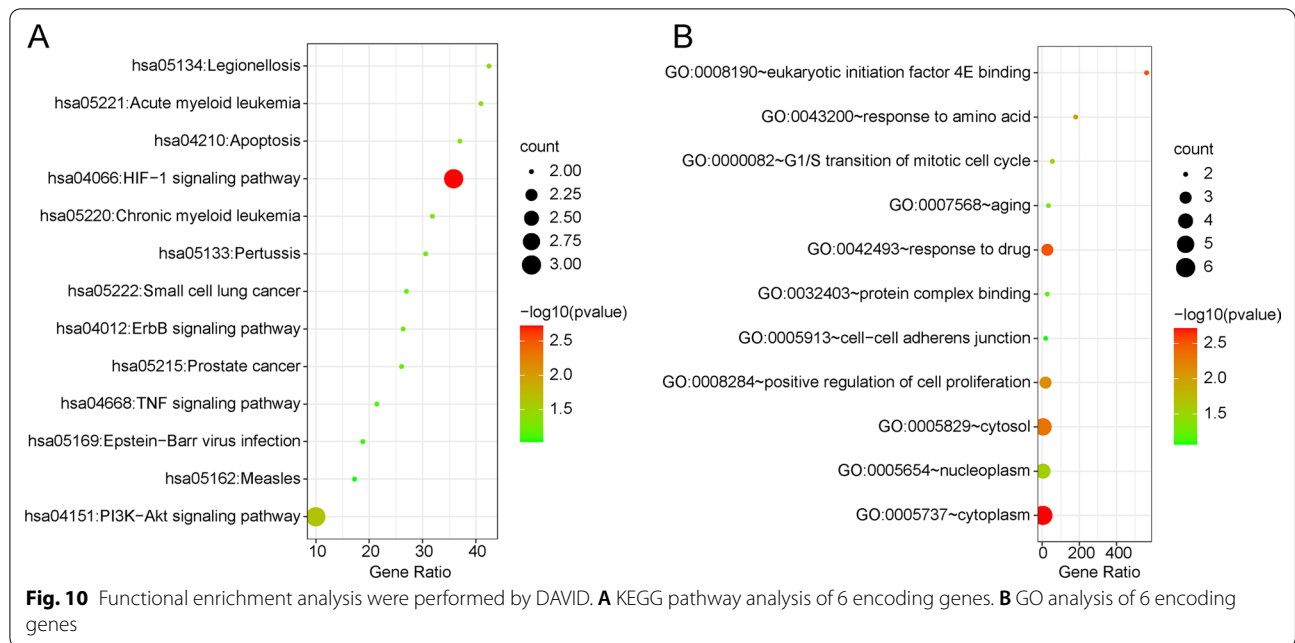 A
hsa05134:Legionellosis
hsa05221:Acute myeloid leukemia
hsa04210:Apoptosis
hsa04066:HIF−1 signaling pathway
hsa05220:Chronic myeloid leukemia
hsa05133:Pertussis
hsa05222:Small cell lung cancer
hsa04012:ErbB signaling pathway
hsa05215:Prostate cancer
hsa04668:TNF signaling pathway
hsa05169:Epstein−Barr virus infection
hsa05162:Measles
hsa04151:PI3K−Akt signaling pathway
10 20 30 40
Gene Ratio
count
2.00
2.25
2.50
2.75
3.00
−log10(pvalue)
2.5
2.0
1.5
B
GO:0008190~eukaryotic initiation factor 4E binding
GO:0043200~response to amino acid
GO:0000082~G1/S transition of mitotic cell cycle
GO:0007568~aging
GO:0042493~response to drug
GO:0032403~protein complex binding
GO:0005913~cell−cell adherens junction
GO:0008284~positive regulation of cell proliferation
GO:0005829~cytosol
GO:0005654~nucleoplasm
GO:0005737~cytoplasm
0 200 400
Gene Ratio
count
2
3
4
5
6
−log10(pvalue)
2.5
2.0
1.5
Fig. 10 Functional enrichment analysis were performed by DAVID. A KEGG pathway analysis of 6 encoding genes. B GO analysis of 6 encoding
genes